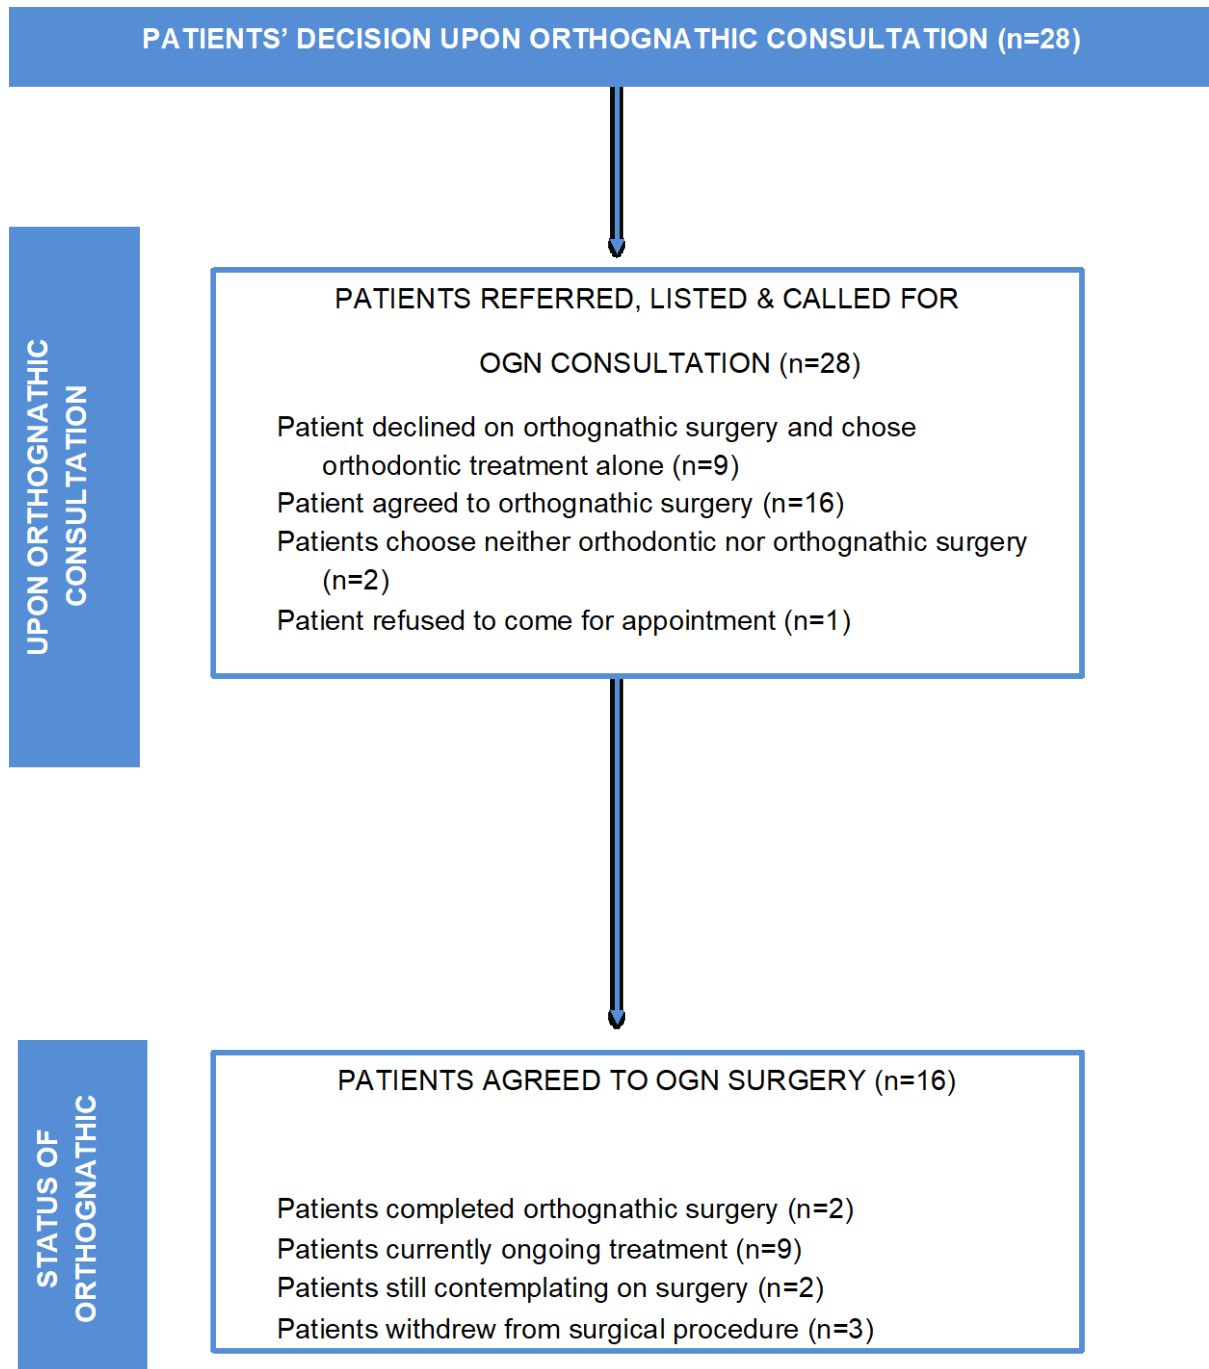 PATIENTS’ DECISION UPON ORTHOGNATHIC CONSULTATION (n=28)
UPON ORTHOGNATHIC
CONSULTATION
PATIENTS REFERRED, LISTED & CALLED FOR
OGN CONSULTATION (n=28)
Patient declined on orthognathic surgery and chose
orthodontic treatment alone (n=9)
Patient agreed to orthognathic surgery (n=16)
Patients choose neither orthodontic nor orthognathic surgery
(n=2)
Patient refused to come for appointment (n=1)
STATUS OF
ORTHOGNATHIC
PATIENTS AGREED TO OGN SURGERY (n=16)
Patients completed orthognathic surgery (n=2)
Patients currently ongoing treatment (n=9)
Patients still contemplating on surgery (n=2)
Patients withdrew from surgical procedure (n=3)